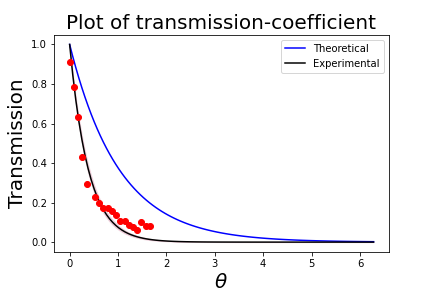 Plot of transmission-coefficient
Theoretical
Experimental
Transmission
1.0
0.8
0.6
0.4
0.2
0.0
0 1 2 3 4 5 6
θ